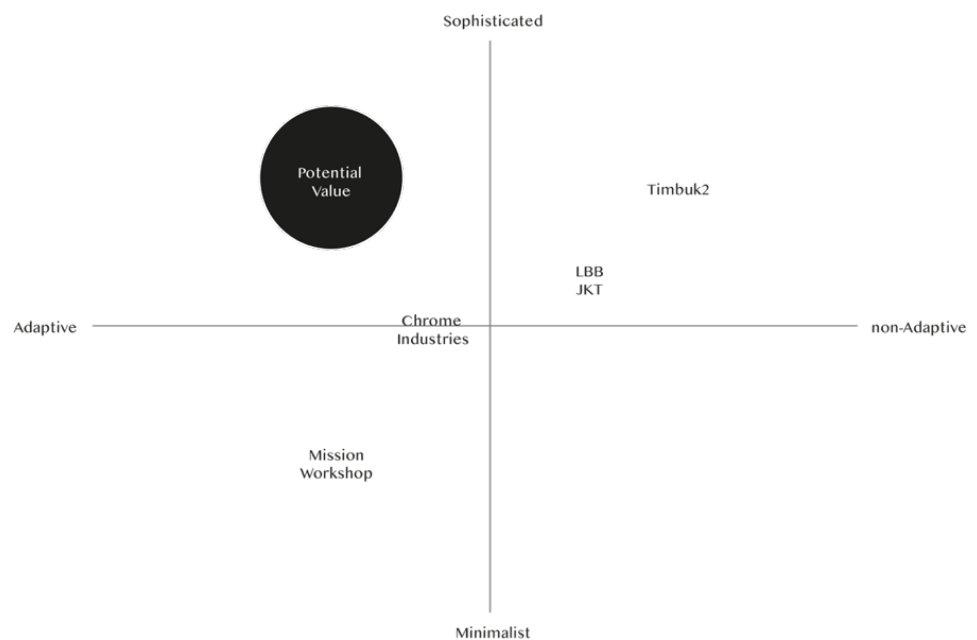 Sophisticated
Potential
Value
Timbuk2
LBB
JKT
Adaptive
Chrome
Industries
non-Adaptive
Mission
Workshop
Minimalist